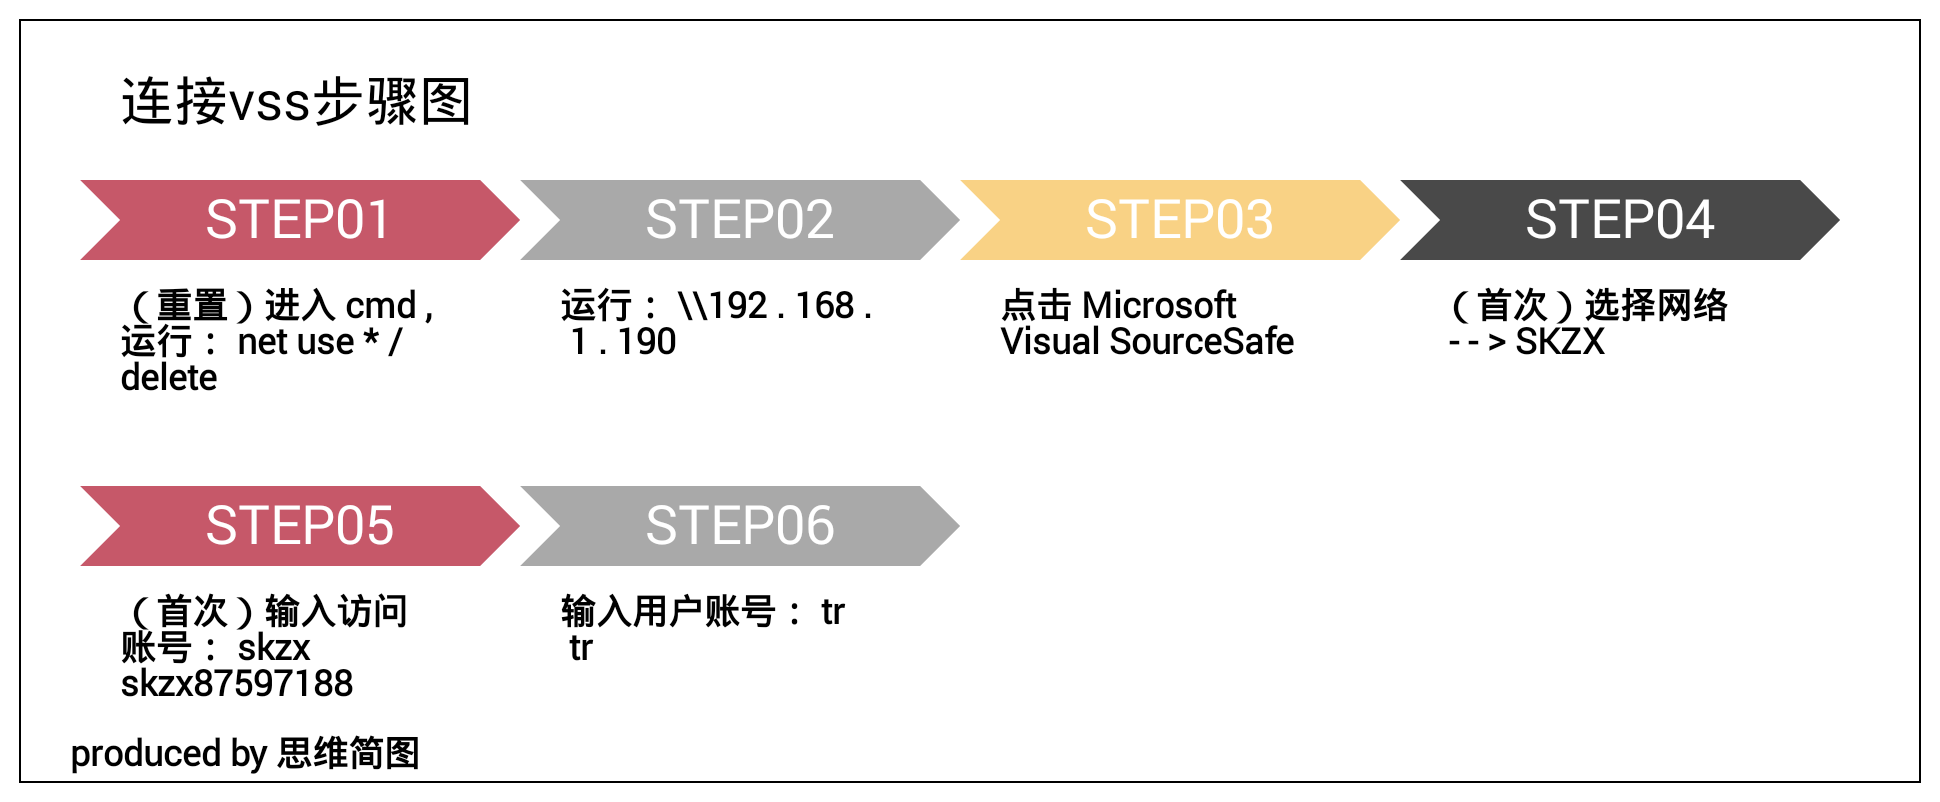 连接vss步骤图
STEP01
STEP02
STEP03
STEP04
（重置）进入 cmd ,
运行： net use * /
delete
运行： \\192 . 168 .
1 . 190
点击 Microsoft
Visual SourceSafe
（首次）选择网络
- - > SKZX
STEP05
STEP06
（首次）输入访问
账号： skzx
skzx87597188
输入用户账号： tr
tr
produced by 思维简图